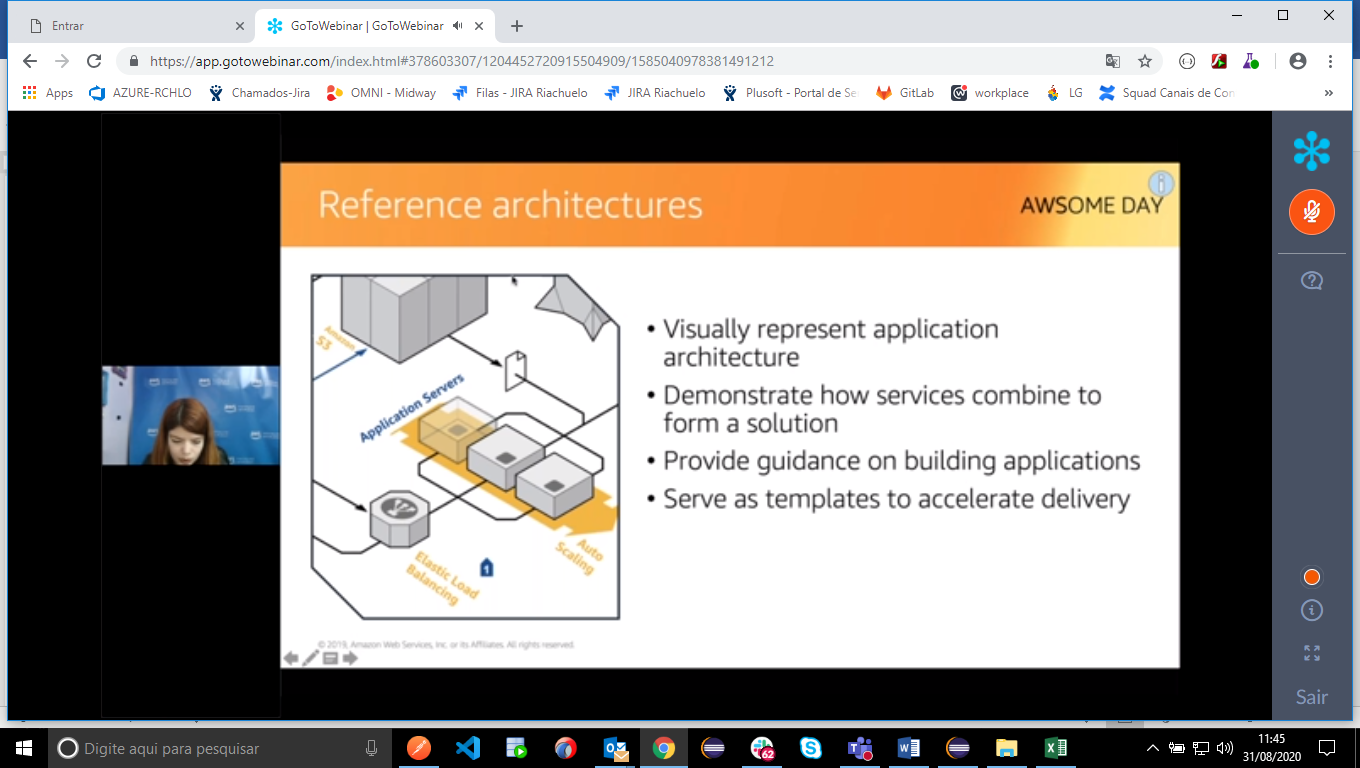 Entrar
GoToWebinar | GoToWebinar
https://app.gotowebinar.com/index.html#378603307/1204452720915504909/1585040978381491212
Apps AZURE-RCHLO Chamados-Jira OMNI - Midway Filas - JIRA Riachuelo JIRA Riachuelo Plusoft - Portal de Se GitLab workplace LG Squad Canais de Con »
Reference architectures
AWSOME DAY
Amazon
S3
Application Servers
Auto
Scaling
Elastic Load
Balancing
1
• Visually represent application
architecture
• Demonstrate how services combine to
form a solution
• Provide guidance on building applications
• Serve as templates to accelerate delivery
© 2019, Amazon Web Services, Inc. or its Affiliates. All rights reserved.
Sair
Digite aqui para pesquisar
62
11:45
31/08/2020